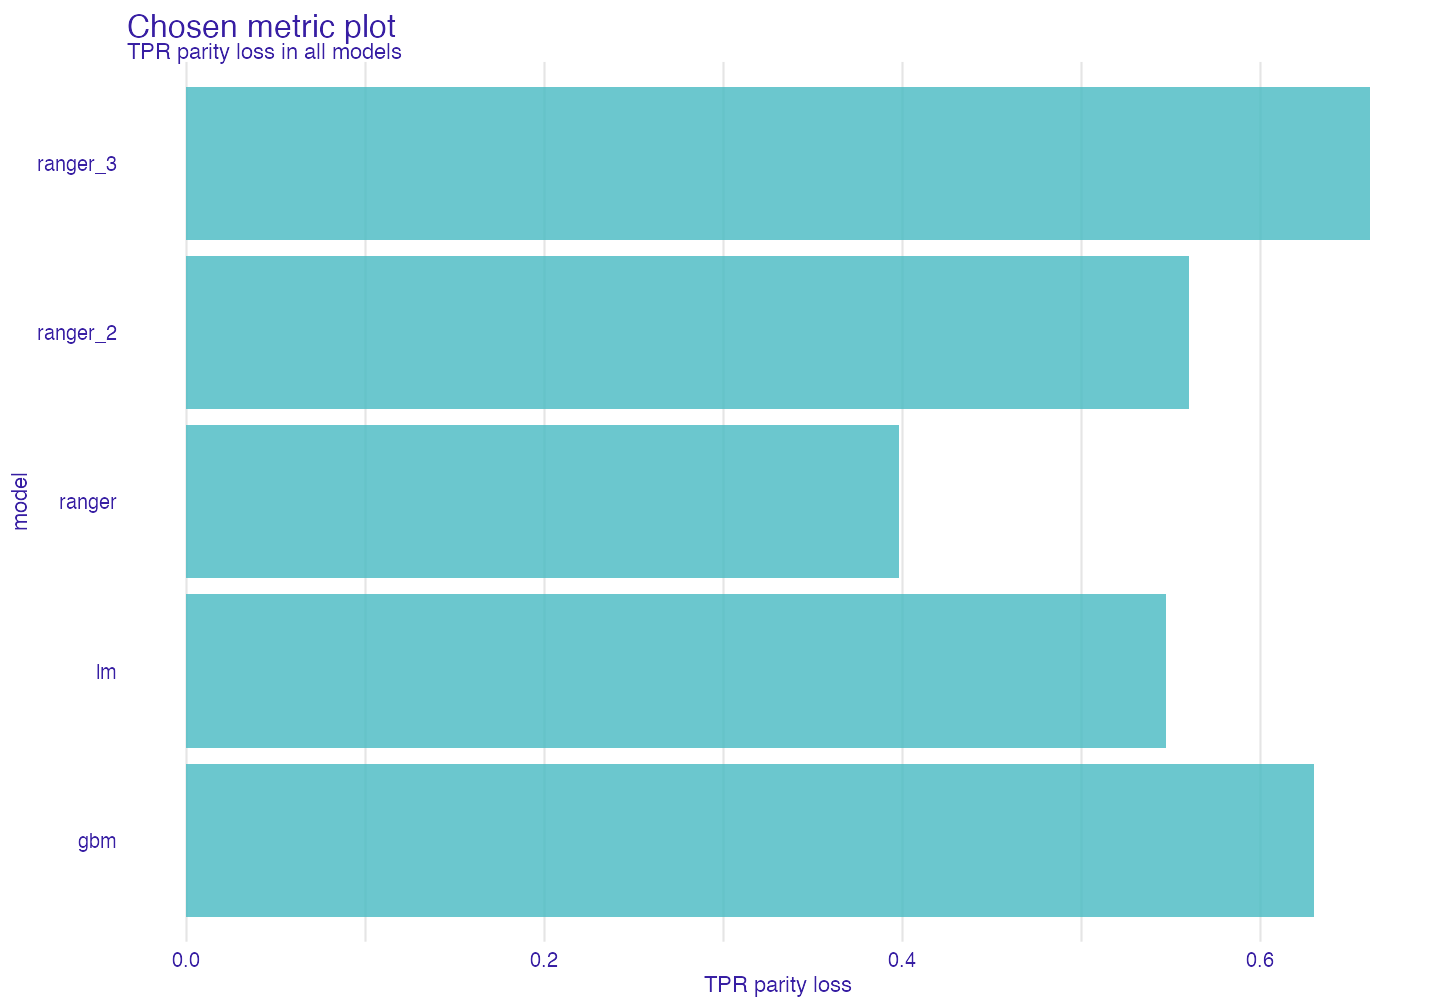 Chosen metric plot
TPR parity loss in all models
ranger_3
ranger_2
ranger
lm
gbm
model
0.0
0.2
0.4
0.6
TPR parity loss